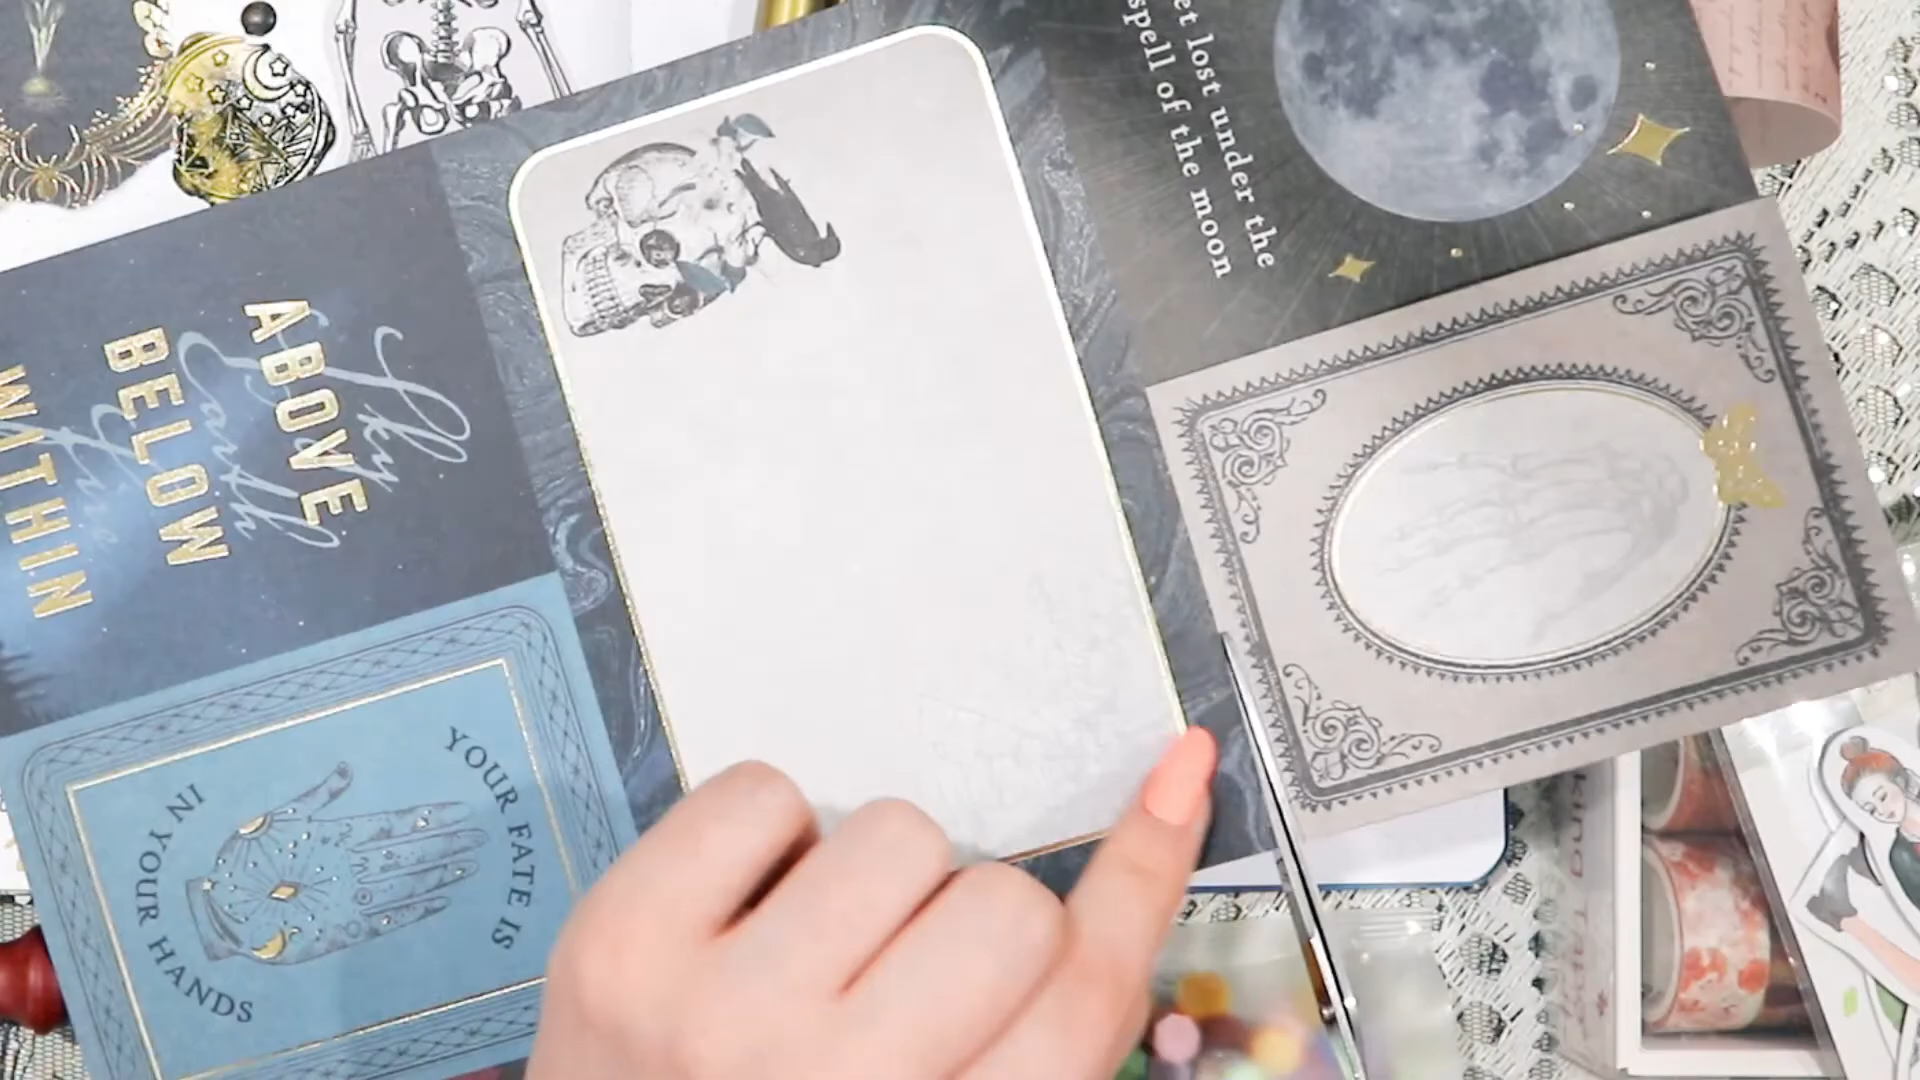 et lost under the
spell of the moon
Sky
ABOVE
Earth
BELOW
Fire
WITHIN
YOUR FATE IS
IN YOUR HANDS